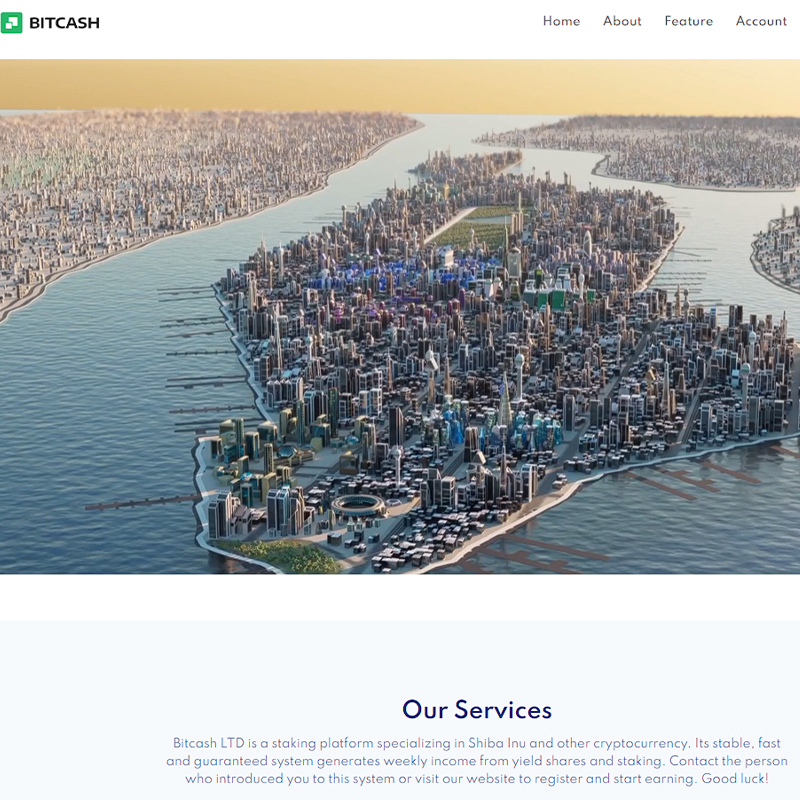 BITCASH
Home About Feature Account
Our Services
Bitcash LTD is a staking platform specializing in Shiba Inu and other cryptocurrency. Its stable, fast
and guaranteed system generates weekly income from yield shares and staking. Contact the person
who introduced you to this system or visit our website to register and start earning. Good luck!